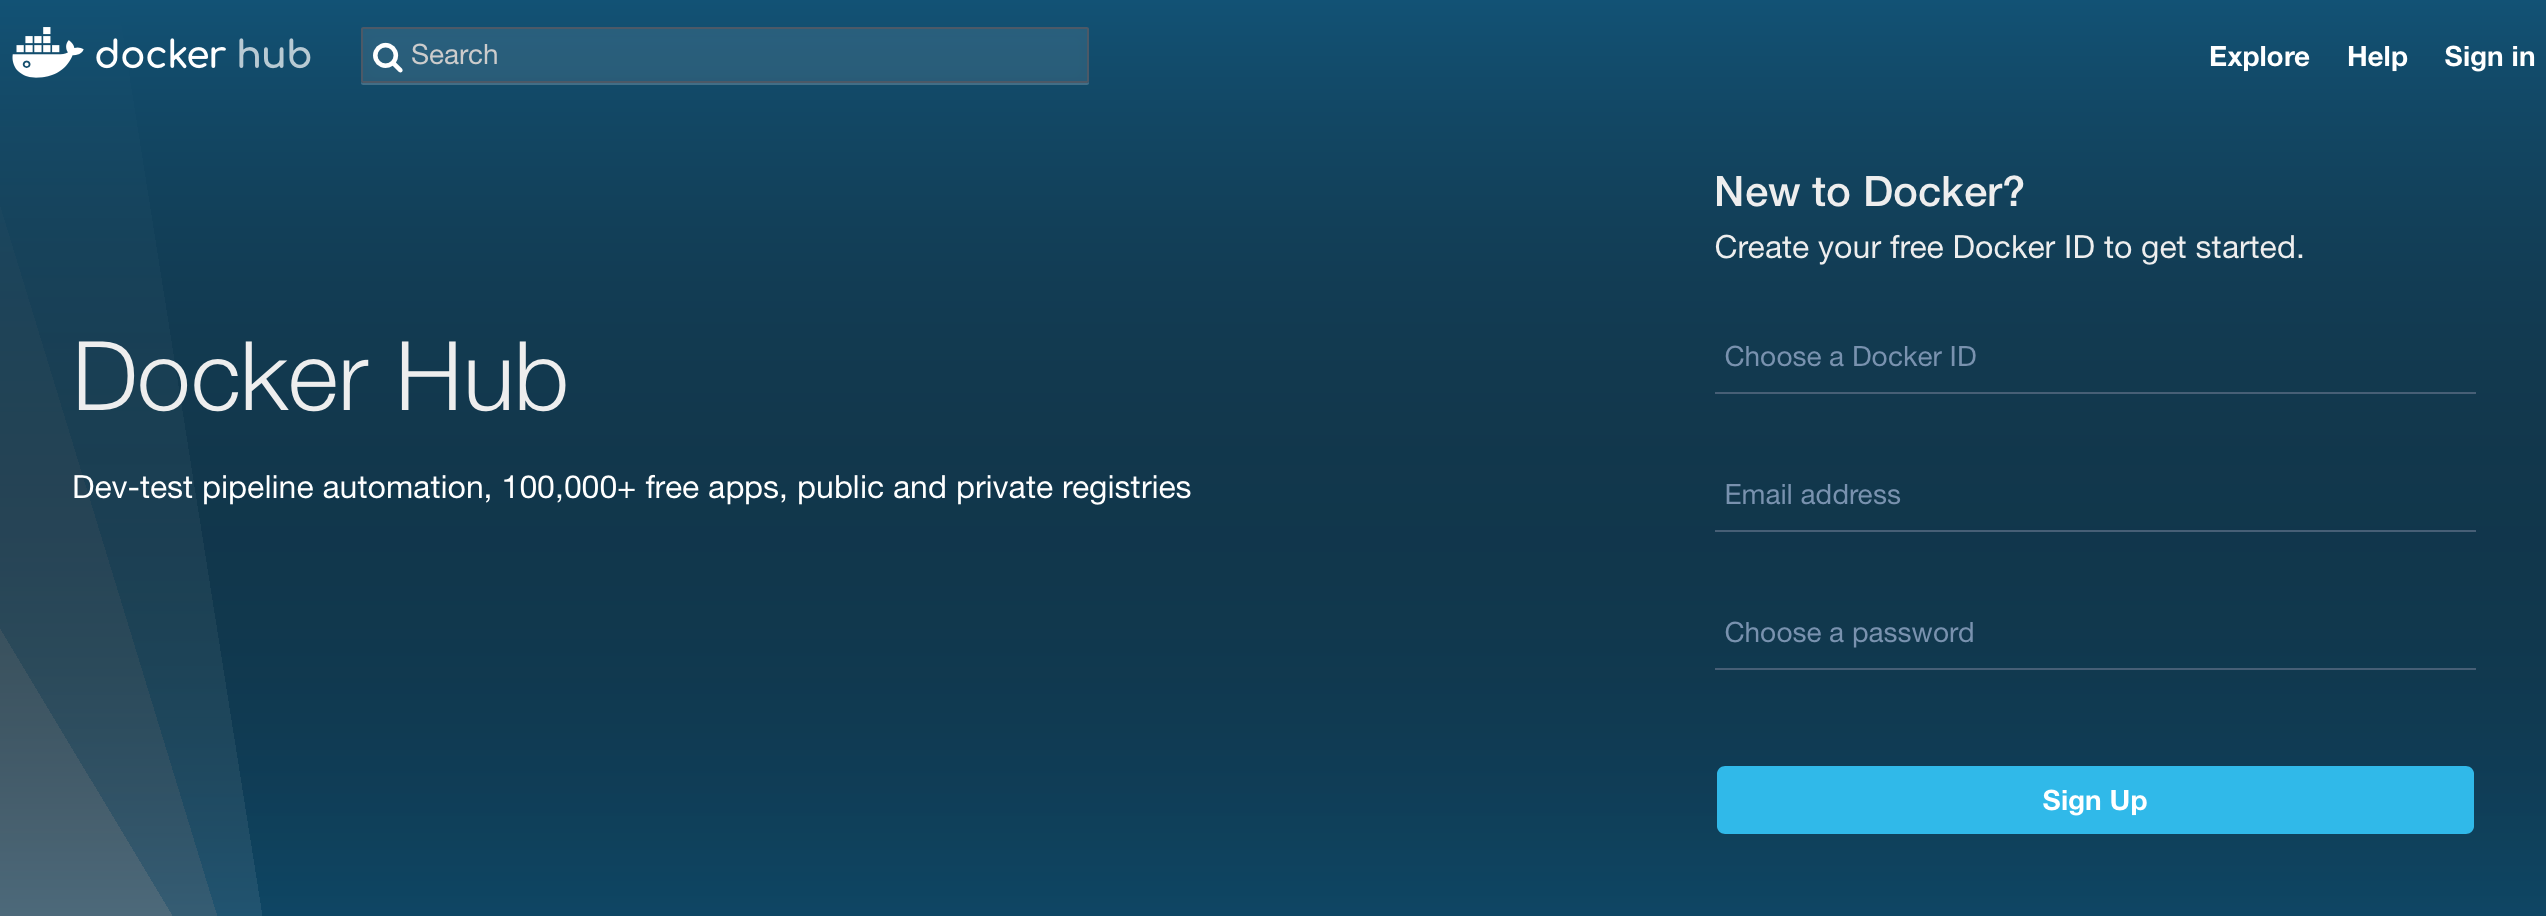 docker hub
Search
Explore
Help
Sign in
New to Docker?
Create your free Docker ID to get started.
Choose a Docker ID
Docker Hub
Email address
Dev-test pipeline automation, 100,000+ free apps, public and private registries
Choose a password
Sign Up